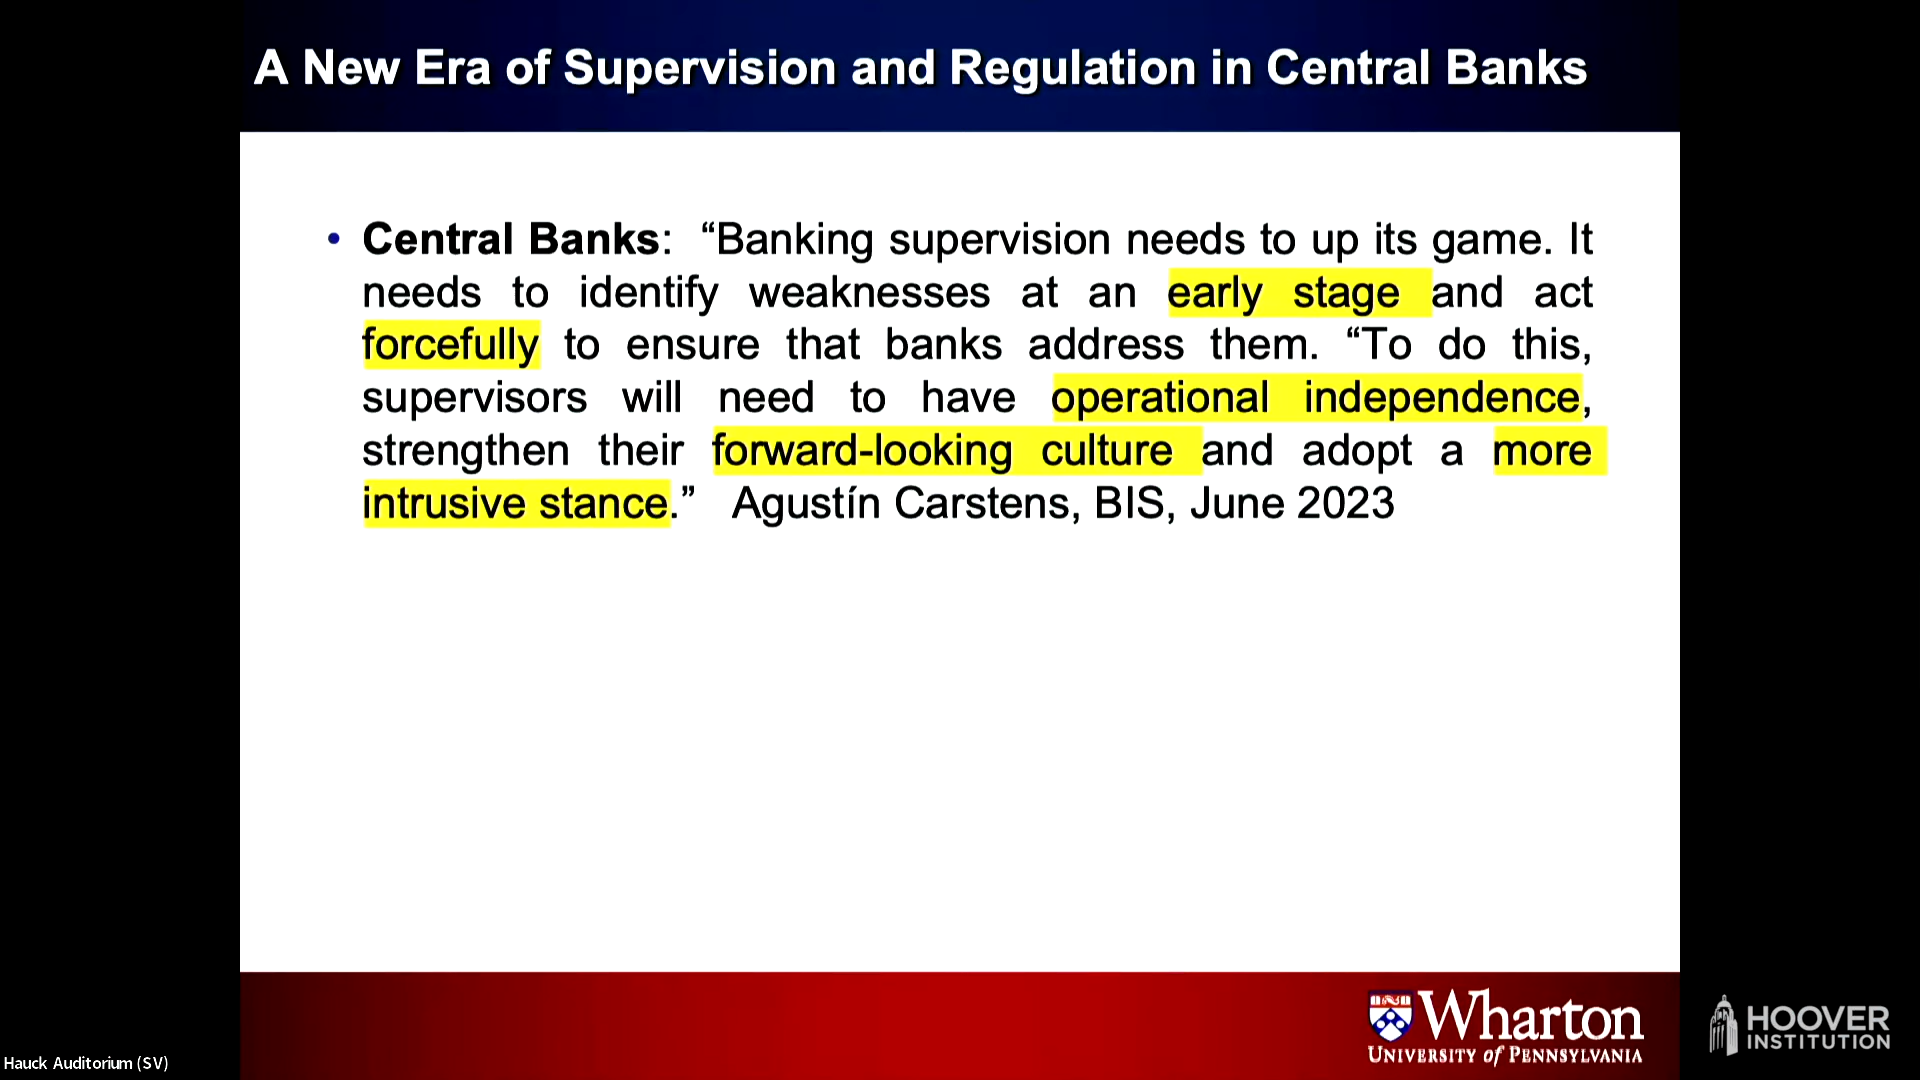 A New Era of Supervision and Regulation in Central Banks
• Central Banks: “Banking supervision needs to up its game. It
needs to identify weaknesses at an early stage and act
forcefully to ensure that banks address them. “To do this,
supervisors will need to have operational independence,
strengthen their forward-looking culture and adopt a more
intrusive stance.” Agustín Carstens, BIS, June 2023
Wharton
UNIVERSITY of PENNSYLVANIA
HOOVER
INSTITUTION
Hauck Auditorium (SV)